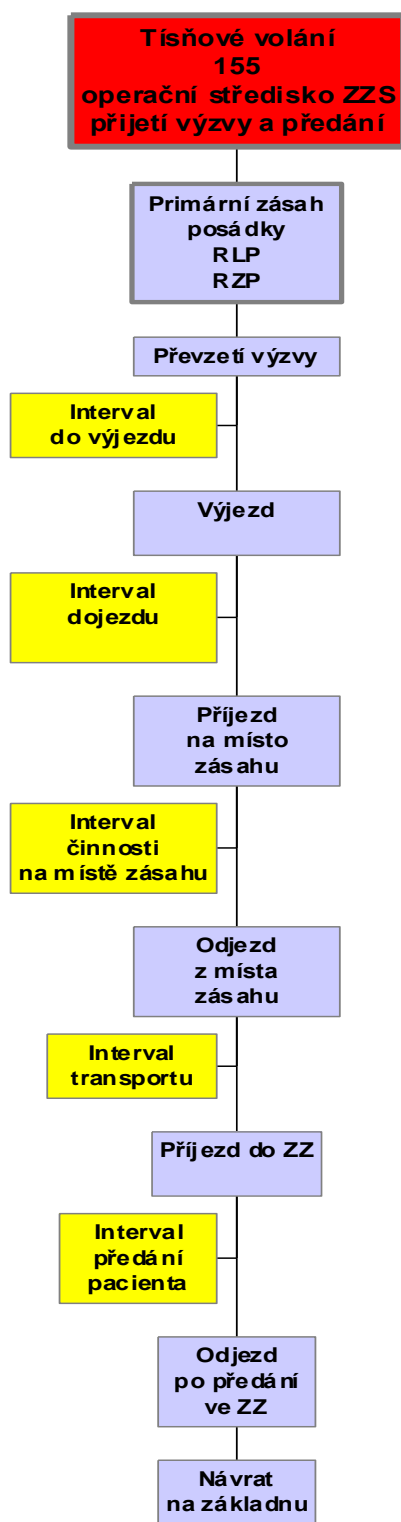 Tísňové volání
155
operační středisko ZZS
přijetí výzvy a předání
Primární zásah
posádky
RLP
RZP
Převzetí výzvy
Interval
do výjezdu
Výjezd
Interval
dojezdu
Příjezd
na místo
zásahu
Interval
činnosti
na místě zásahu
Odjezd
z místa
zásahu
Interval
transportu
Příjezd do ZZ
Interval
předání
pacienta
Odjezd
po předání
ve ZZ
Návrat
na základnu